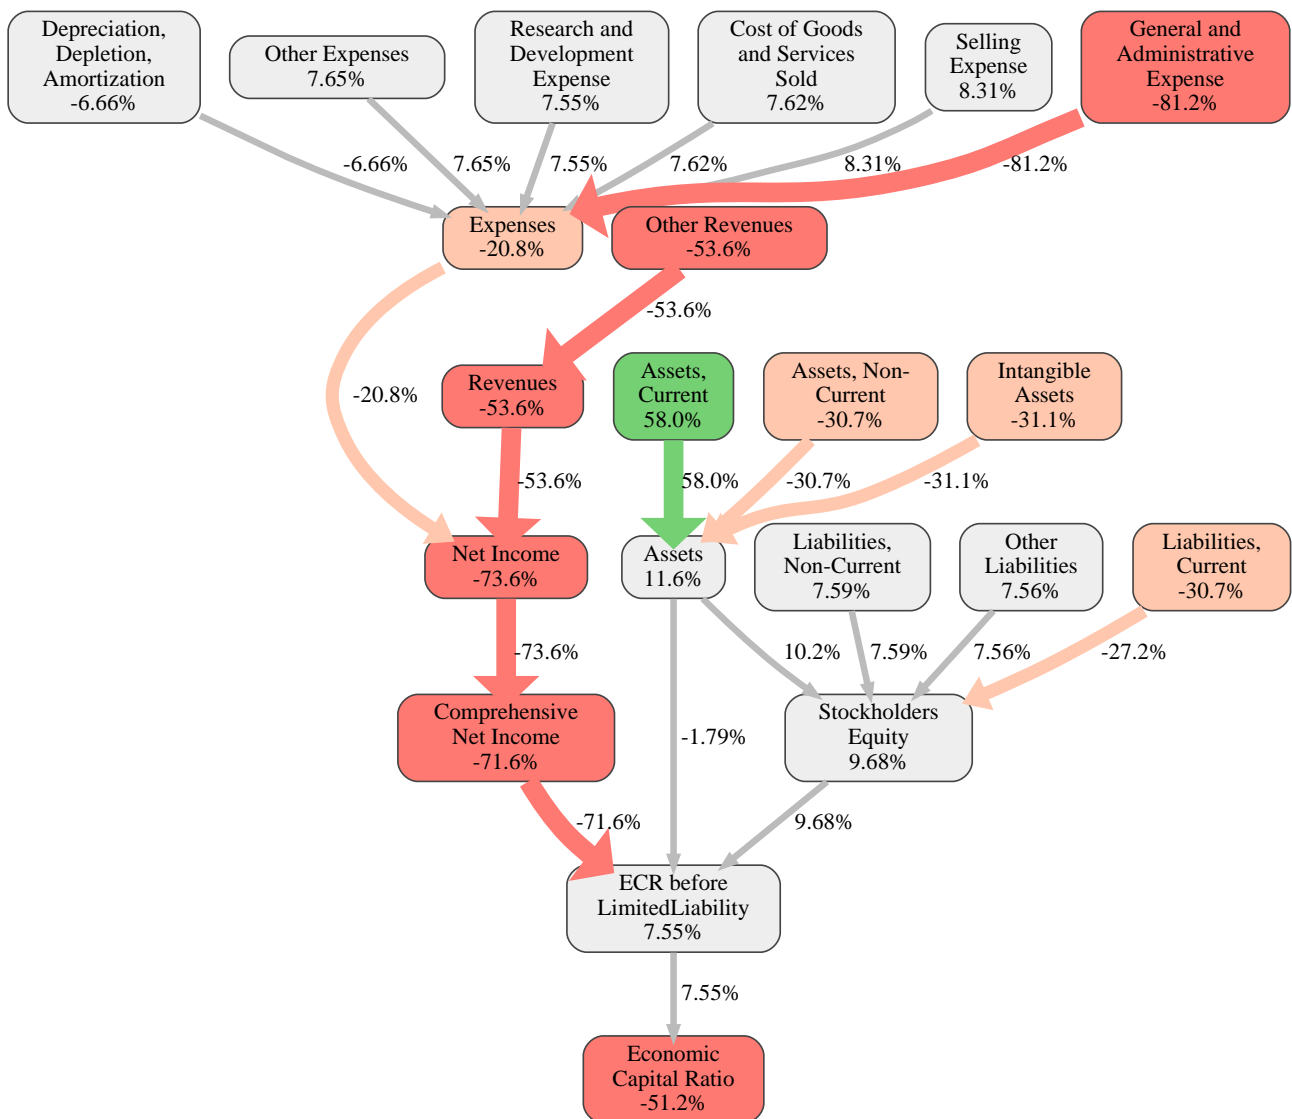 Depreciation,
Depletion,
Amortization
-6.66%
Other Expenses
7.65%
Research and
Development
Expense
7.55%
Cost of Goods
and Services
Sold
7.62%
Selling
Expense
8.31%
General and
Administrative
Expense
-81.2%
-6.66%
7.65%
7.55%
7.62%
8.31%
-81.2%
Expenses
-20.8%
Other Revenues
-53.6%
-53.6%
-20.8%
Revenues
-53.6%
Assets,
Current
58.0%
Assets, Non-
Current
-30.7%
Intangible
Assets
-31.1%
-53.6%
58.0%
-30.7%
-31.1%
Net Income
-73.6%
Assets
11.6%
Liabilities,
Non-Current
7.59%
Other
Liabilities
7.56%
Liabilities,
Current
-30.7%
-73.6%
10.2%
7.59%
7.56%
-27.2%
Comprehensive
Net Income
-71.6%
-1.79%
Stockholders
Equity
9.68%
-71.6%
9.68%
ECR before
LimitedLiability
7.55%
7.55%
Economic
Capital Ratio
-51.2%